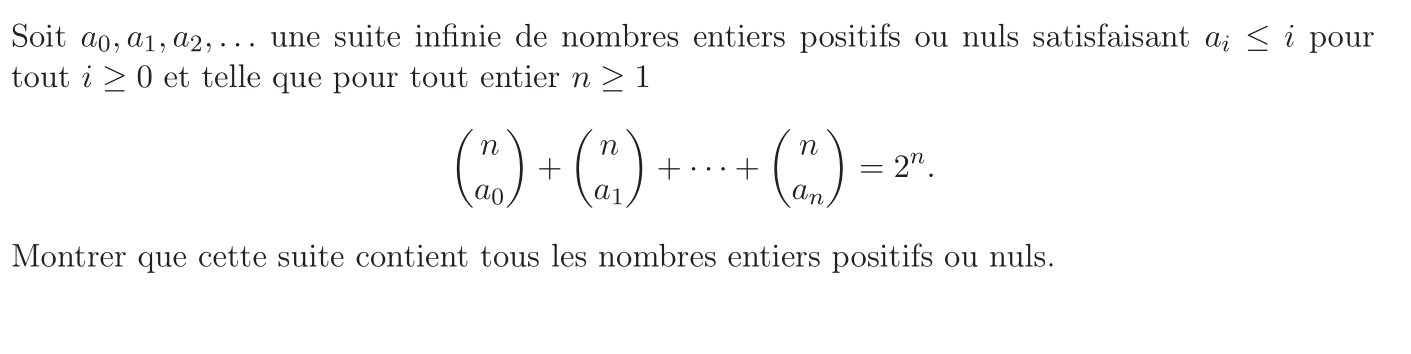 Soit $a_0, a_1, a_2, \ldots$ une suite infinie de nombres entiers positifs ou nuls satisfaisant $a_i \leq i$ pour
tout $i \geq 0$ et telle que pour tout entier $n \geq 1$
$$\binom{n}{a_0} + \binom{n}{a_1} + \cdots + \binom{n}{a_n} = 2^n.$$
Montrer que cette suite contient tous les nombres entiers positifs ou nuls.